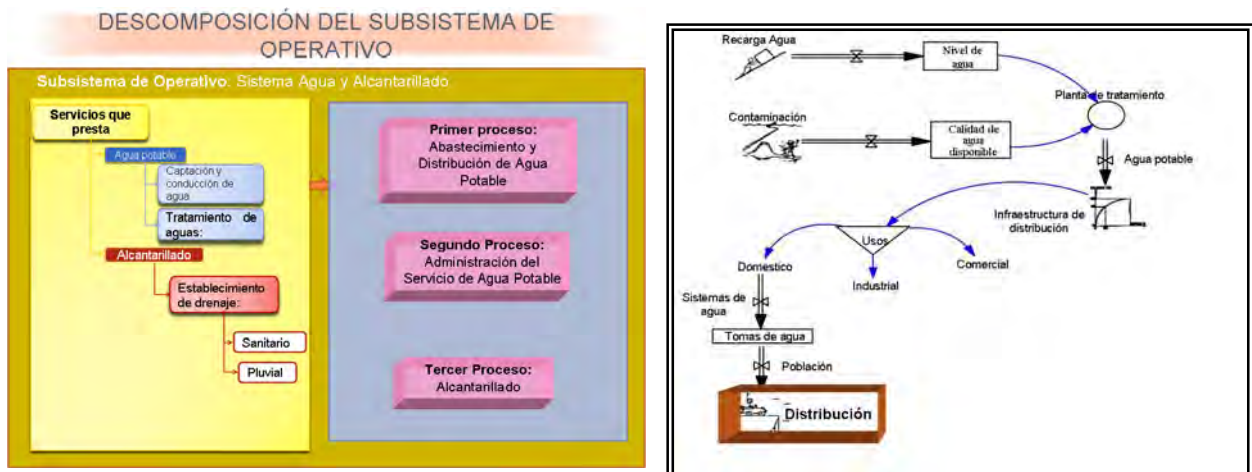 DESCOMPOSICIÓN DEL SUBSISTEMA DE
OPERATIVO
Subsistema de Operativo: Sistema Agua y Alcantarillado
Servicios que
presta
Agua potable
Captación y
conducción de
agua
Tratamiento de
aguas:
Alcantarillado
Establecimiento
de drenaje:
Sanitario
Pluvial
Primer proceso:
Abastecimiento y
Distribución de Agua
Potable
Segundo Proceso:
Administración del
Servicio de Agua Potable
Tercer Proceso:
Alcantarillado
Recarga Agua
Nivel de
agua
Planta de tratamiento
Contaminación
Calidad de
agua
disponible
Agua potable
Infraestructura de
distribución
Usos
Domestico
Industrial
Comercial
Sistemas de
agua
Tomas de agua
Población
Distribución